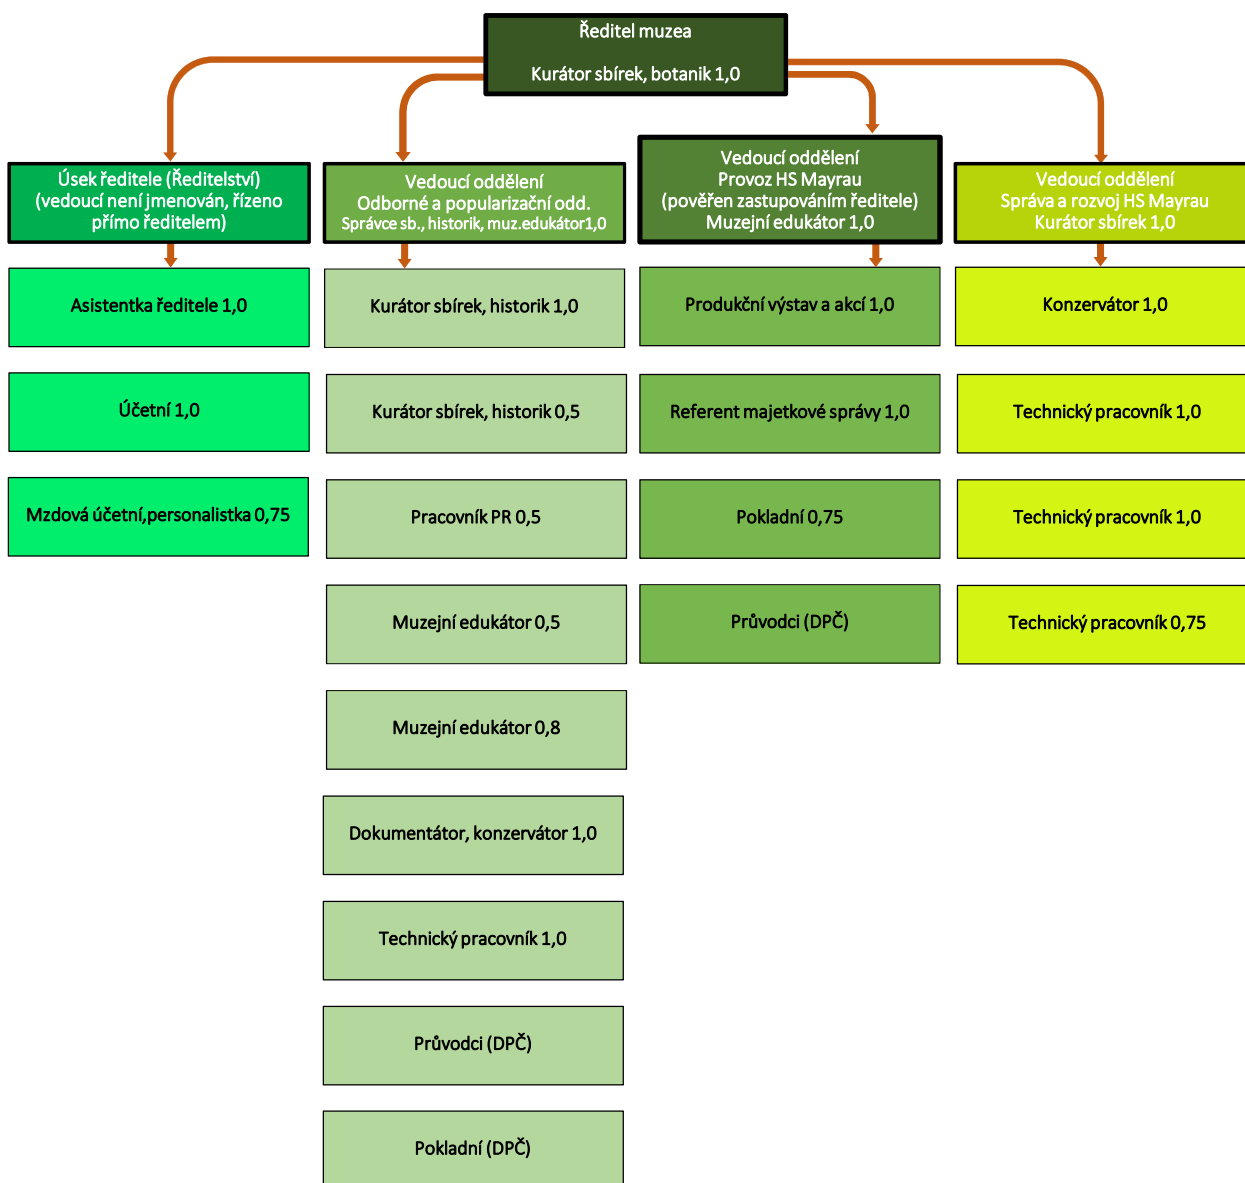 Ředitel muzea
Kurátor sbírek, botanik 1,0
Úsek ředitele (Ředitelství)
(vedoucí není jmenován, řízeno
přímo ředitelem)
Asistentka ředitele 1,0
Účetní 1,0
Mzdová účetní,personalistka 0,75
Vedoucí oddělení
Odborné a popularizační odd.
Správce sb., historik, muz.edukátor1,0
Kurátor sbírek, historik 1,0
Kurátor sbírek, historik 0,5
Pracovník PR 0,5
Muzejní edukátor 0,5
Muzejní edukátor 0,8
Dokumentátor, konzervátor 1,0
Technický pracovník 1,0
Průvodci (DPČ)
Pokladní (DPČ)
Vedoucí oddělení
Provoz HS Mayrau
(pověřen zastupováním ředitele)
Muzejní edukátor 1,0
Produkční výstav a akcí 1,0
Referent majetkové správy 1,0
Pokladní 0,75
Průvodci (DPČ)
Vedoucí oddělení
Správa a rozvoj HS Mayrau
Kurátor sbírek 1,0
Konzervátor 1,0
Technický pracovník 1,0
Technický pracovník 1,0
Technický pracovník 0,75